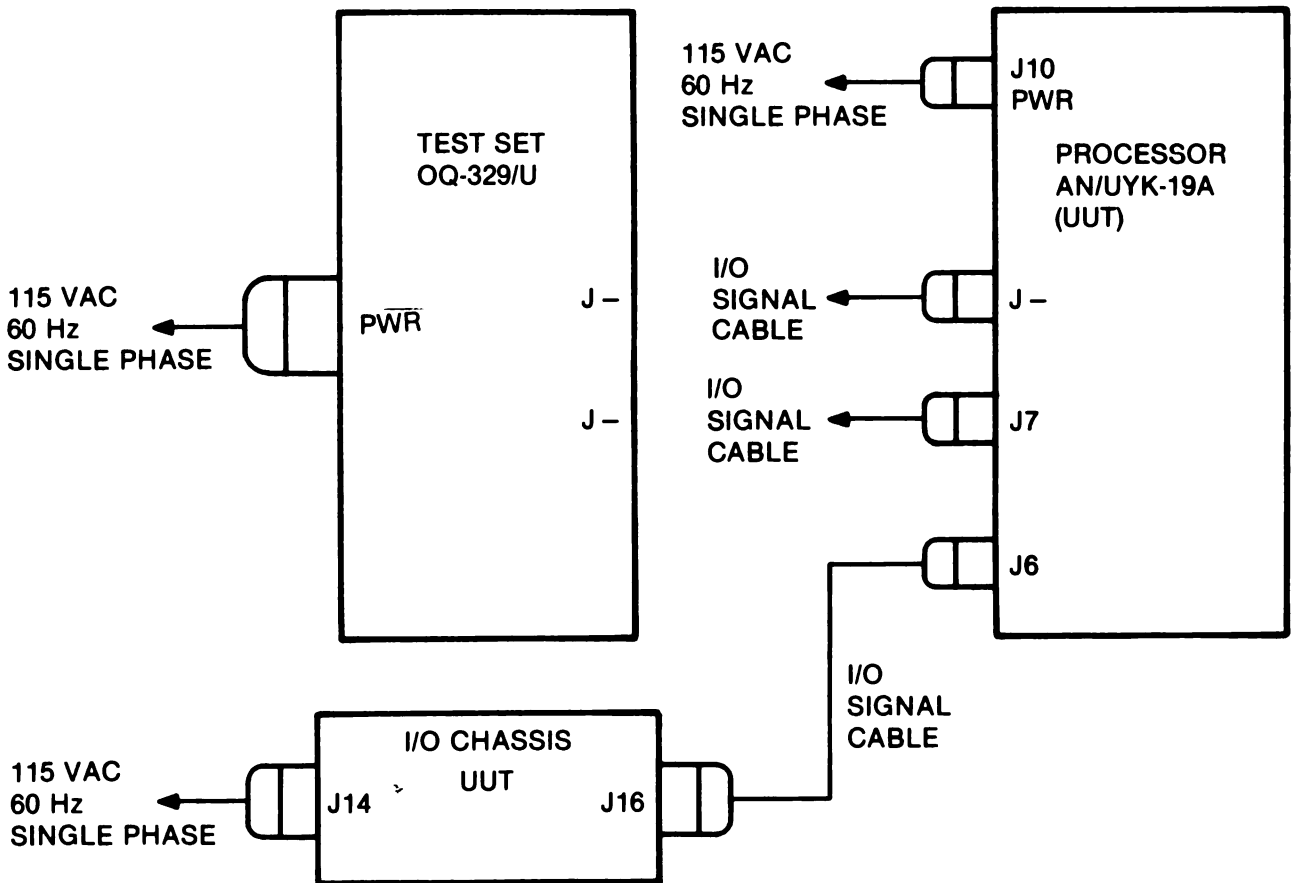 TEST SET
OQ-329/U
115 VAC
60 Hz
SINGLE PHASE
PWR
J –
J –
115 VAC
60 Hz
SINGLE PHASE
J10
PWR
PROCESSOR
AN/UYK-19A
(UUT)
I/O
SIGNAL
CABLE
J –
I/O
SIGNAL
CABLE
J7
J6
I/O
SIGNAL
CABLE
115 VAC
60 Hz
SINGLE PHASE
I/O CHASSIS
UUT
J14
J16